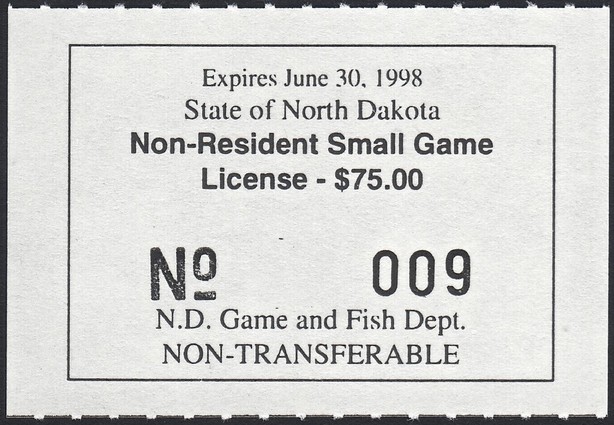 Expires June 30, 1998
State of North Dakota
Non-Resident Small Game
License - $75.00
Nº 009
N.D. Game and Fish Dept.
NON-TRANSFERABLE